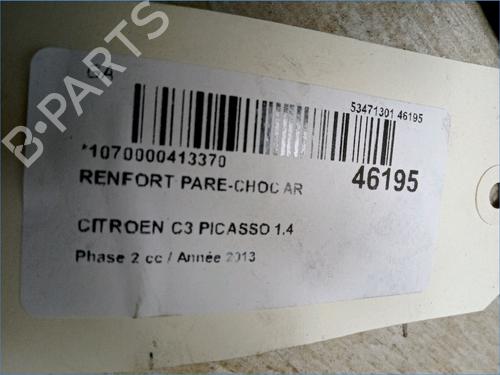 B-PARTS
CA
53471301 46195
*1070000413370
46195
RENFORT PARE-CHOC AR
CITROEN C3 PICASSO 1.4
Phase 2 cc / Année 2013